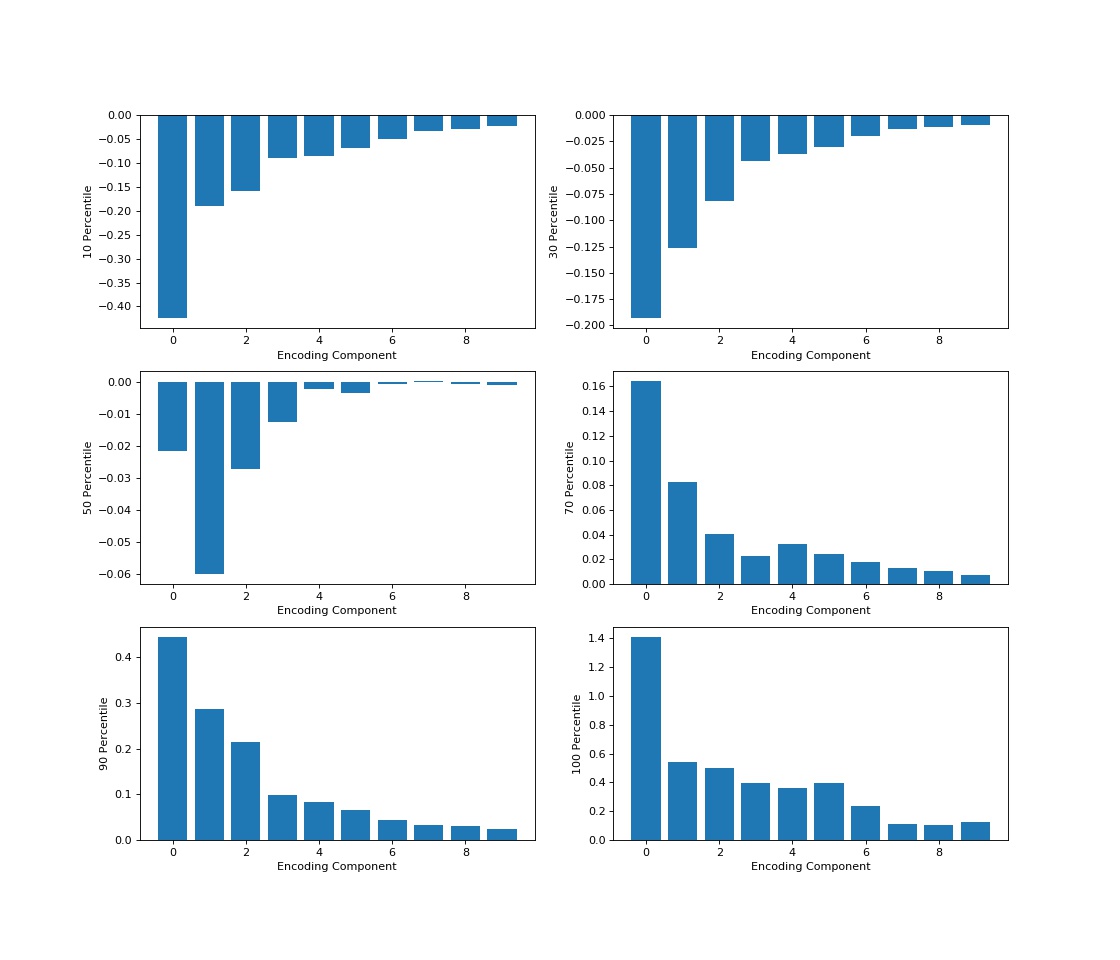 0.00
−0.05
−0.10
−0.15
−0.20
−0.25
−0.30
−0.35
−0.40
10 Percentile
0 2 4 6 8
Encoding Component
0.000
−0.025
−0.050
−0.075
−0.100
−0.125
−0.150
−0.175
−0.200
30 Percentile
0 2 4 6 8
Encoding Component
0.00
−0.01
−0.02
−0.03
−0.04
−0.05
−0.06
50 Percentile
0 2 4 6 8
Encoding Component
0.16
0.14
0.12
0.10
0.08
0.06
0.04
0.02
0.00
70 Percentile
0 2 4 6 8
Encoding Component
0.4
0.3
0.2
0.1
0.0
90 Percentile
0 2 4 6 8
Encoding Component
1.4
1.2
1.0
0.8
0.6
0.4
0.2
0.0
100 Percentile
0 2 4 6 8
Encoding Component